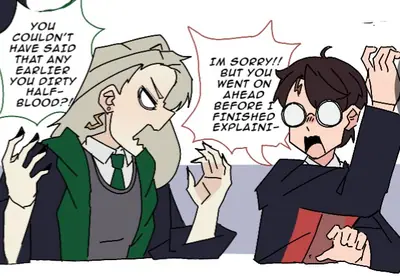 YOU
COULDN'T
HAVE SAID
THAT ANY
EARLIER
YOU DIRTY
HALF-
BLOOD?!
IM SORRY!!
BUT YOU
WENT ON
AHEAD
BEFORE I
FINISHED
EXPLAINI-